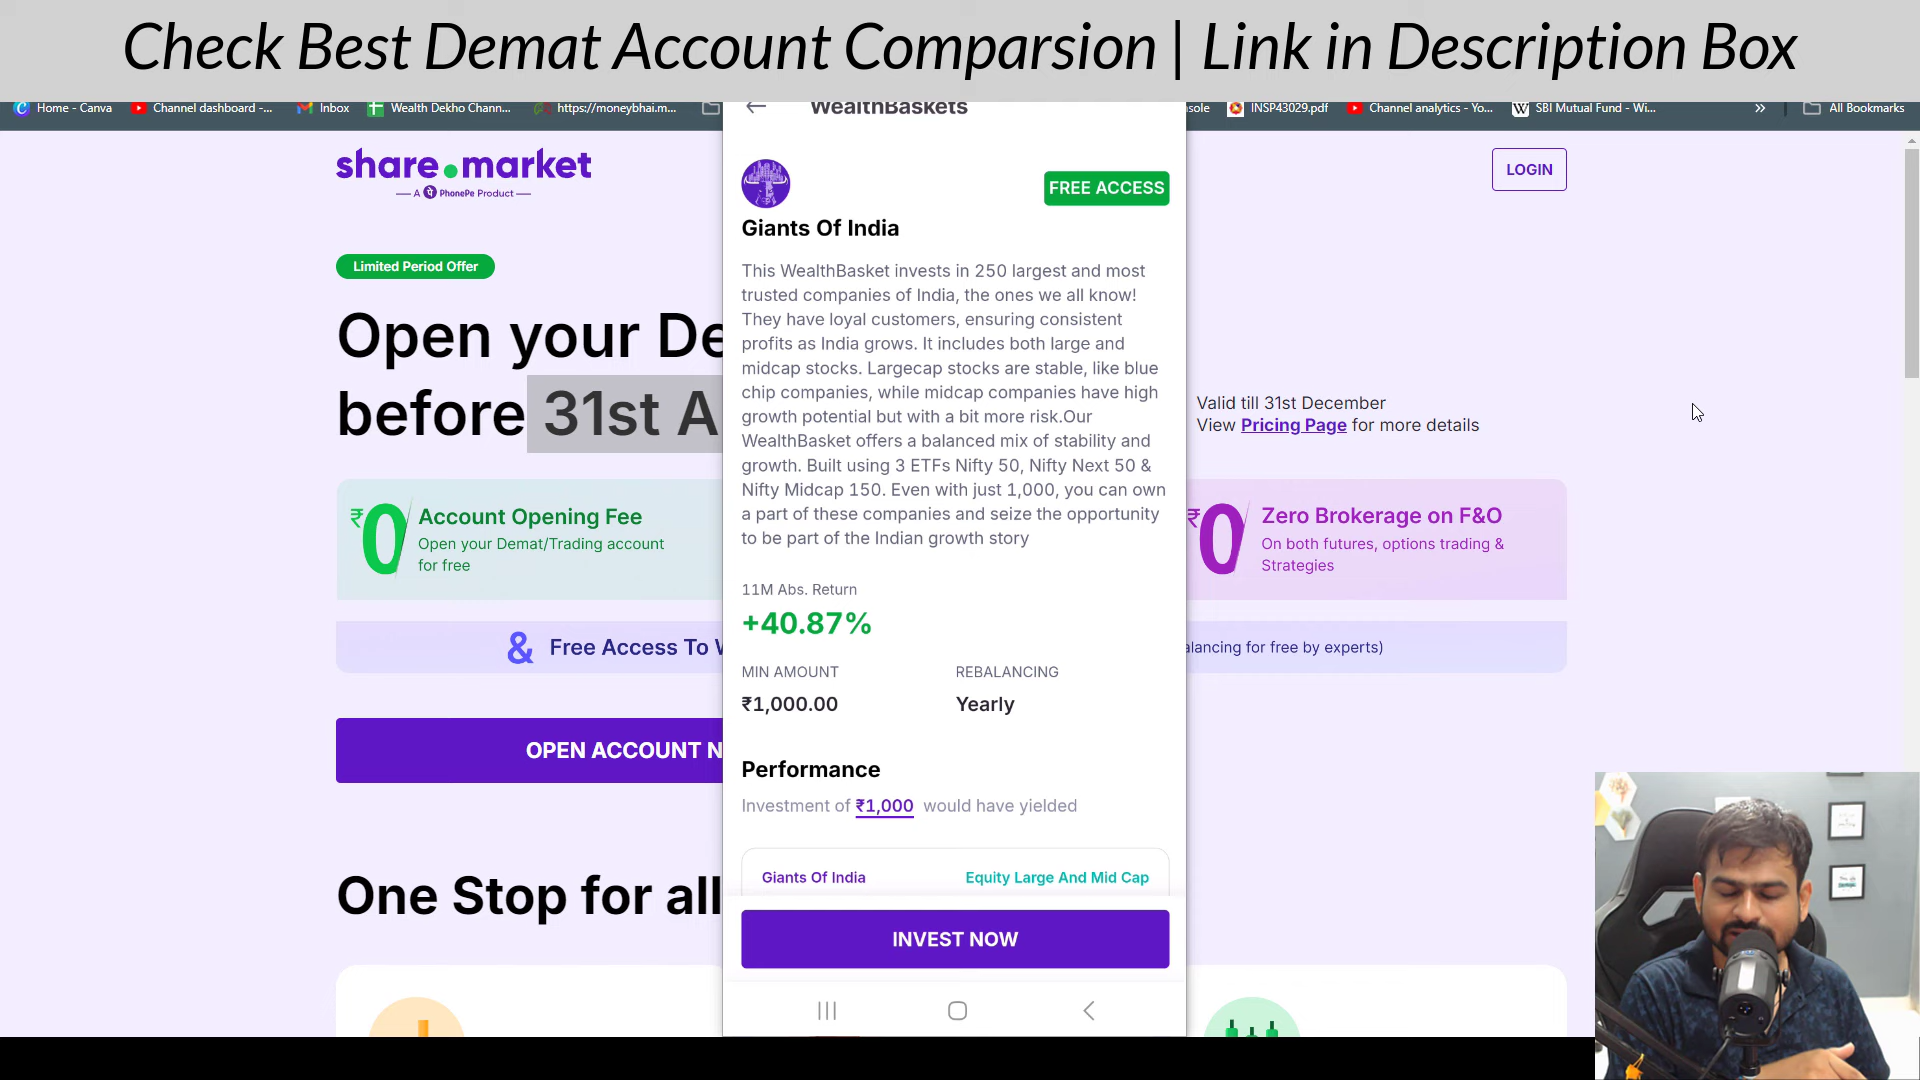 Check Best Demat Account Comparsion | Link in Description Box
Home - Canva
Channel dashboard -...
Inbox
Wealth Dekho Chann...
https://moneybhai.m...
INSP43029.pdf
Channel analytics - Yo...
SBI Mutual Fund - Wi...
All Bookmarks
share.market
A PhonePe Product
LOGIN
Limited Period Offer
Open your De
before 31st A
Valid till 31st December
View Pricing Page for more details
₹0
Account Opening Fee
Open your Demat/Trading account
for free
₹0
Zero Brokerage on F&O
On both futures, options trading &
Strategies
& Free Access To W
alancing for free by experts)
OPEN ACCOUNT N
One Stop for all
WealthBaskets
FREE ACCESS
Giants Of India
This WealthBasket invests in 250 largest and most
trusted companies of India, the ones we all know!
They have loyal customers, ensuring consistent
profits as India grows. It includes both large and
midcap stocks. Largecap stocks are stable, like blue
chip companies, while midcap companies have high
growth potential but with a bit more risk.Our
WealthBasket offers a balanced mix of stability and
growth. Built using 3 ETFs Nifty 50, Nifty Next 50 &
Nifty Midcap 150. Even with just 1,000, you can own
a part of these companies and seize the opportunity
to be part of the Indian growth story
11M Abs. Return
+40.87%
MIN AMOUNT
REBALANCING
₹1,000.00
Yearly
Performance
Investment of ₹1,000 would have yielded
Giants Of India
Equity Large And Mid Cap
INVEST NOW